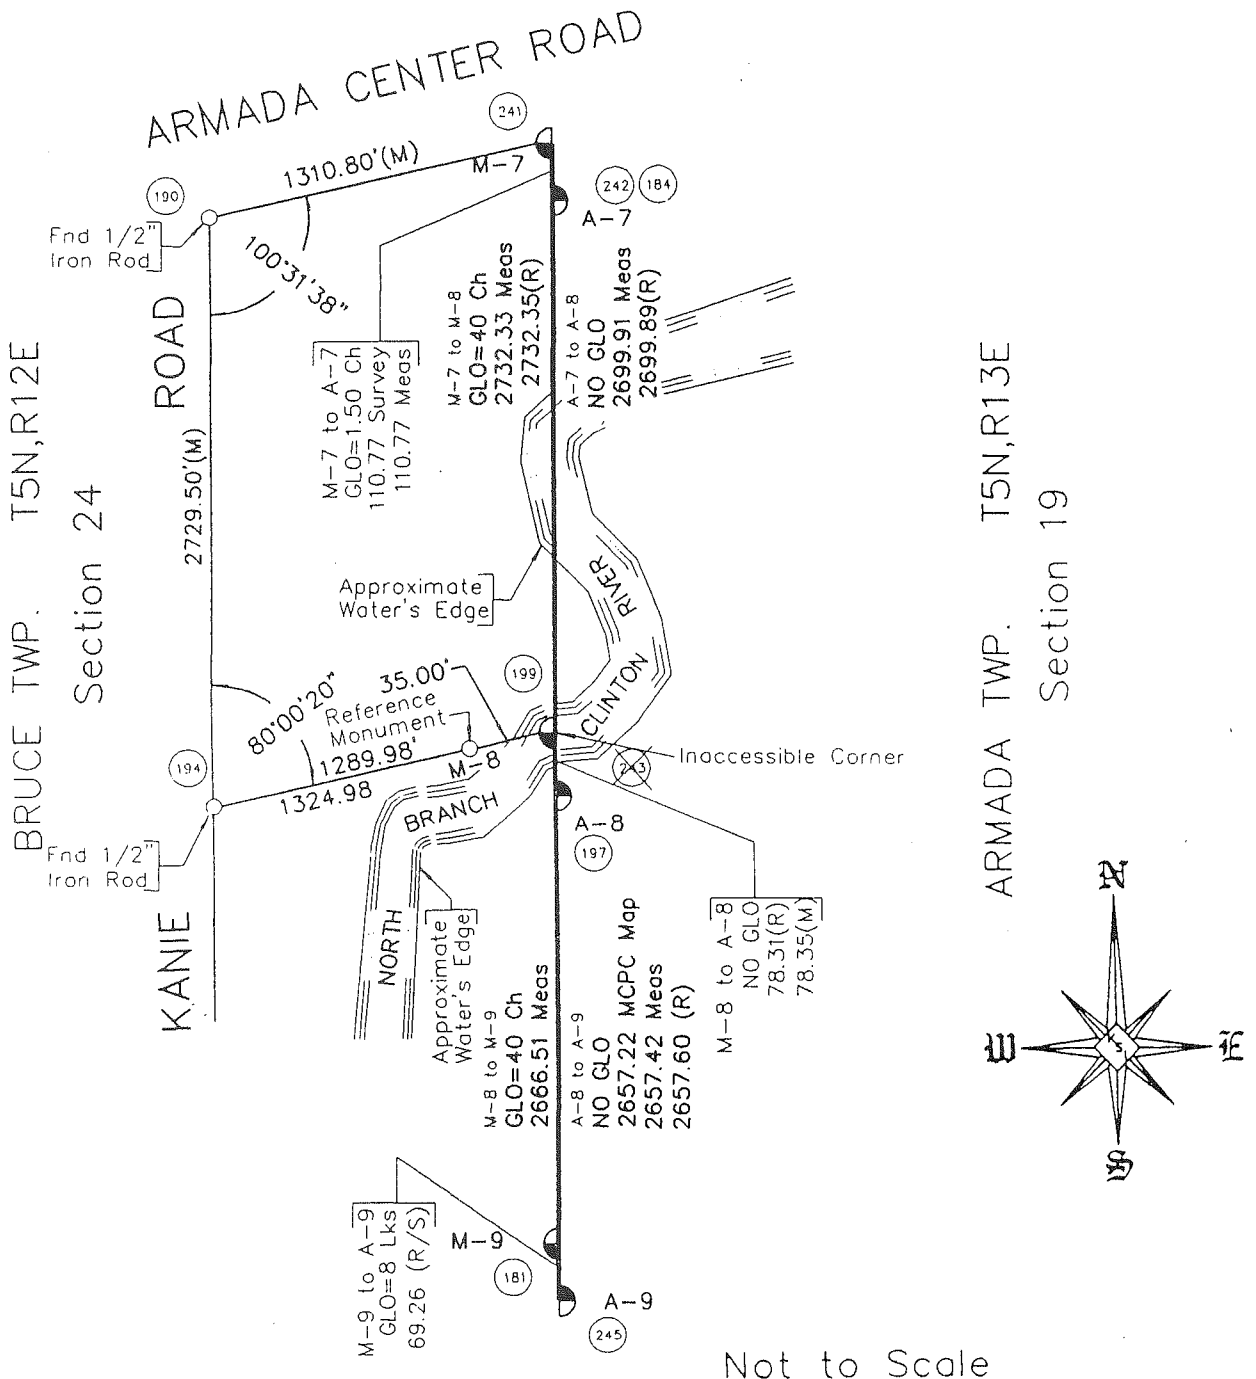 ARMADA CENTER ROAD
241
1310.80'(M)
M-7
190
242
184
A-7
Fnd 1/2"
Iron Rod
100°31'38"
ROAD
M-7 to A-7
GLO=1.50 Ch
110.77 Survey
110.77 Meas
M-7 to M-8
GLO=40 Ch
2732.33 Meas
2732.35(R)
A-7 to A-8
NO GLO
2699.91 Meas
2699.89(R)
BRUCE TWP. T5N,R12E
Section 24
2729.50'(M)
ARMADA TWP. T5N,R13E
Section 19
Approximate
Water's Edge
RIVER
CLINTON
BRANCH
NORTH
199
80°00'20"
35.00'
Reference
Monument
1289.98'
1324.98
M-8
194
243
Inaccessible Corner
A-8
197
Fnd 1/2"
Iron Rod
KANIE
Approximate
Water's Edge
M-8 to A-8
NO GLO
78.31(R)
78.35(M)
M-8 to M-9
GLO=40 Ch
2666.51 Meas
A-8 to A-9
NO GLO
2657.22 MCPC Map
2657.42 Meas
2657.60 (R)
N
W
E
S
K
S
I
M-9 to A-9
GLO=8 Lks
69.26 (R/S)
M-9
181
A-9
245
Not to Scale